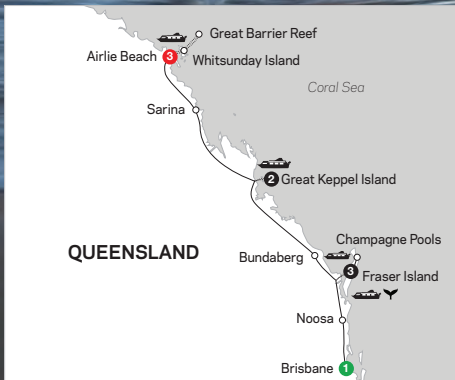 Great Barrier Reef
Airlie Beach 3
Whitsunday Island
Coral Sea
Sarina
2 Great Keppel Island
Champagne Pools
QUEENSLAND
Bundaberg
3
Fraser Island
Noosa
Brisbane 1